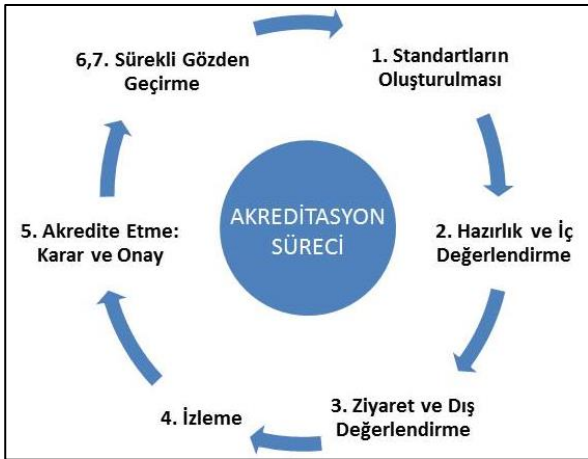 6,7. Sürekli Gözden
Geçirme
1. Standartların
Oluşturulması
AKREDİTASYON
SÜRECİ
5. Akredite Etme:
Karar ve Onay
2. Hazırlık ve İç
Değerlendirme
4. İzleme
3. Ziyaret ve Dış
Değerlendirme